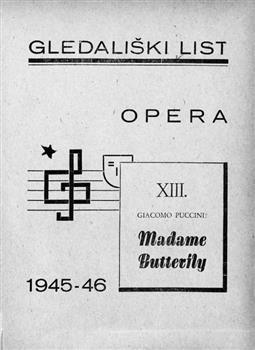 GLEDALIŠKI LIST
OPERA
XIII.
GIACOMO PUCCINI:
Madame
Butterfly
1945-46